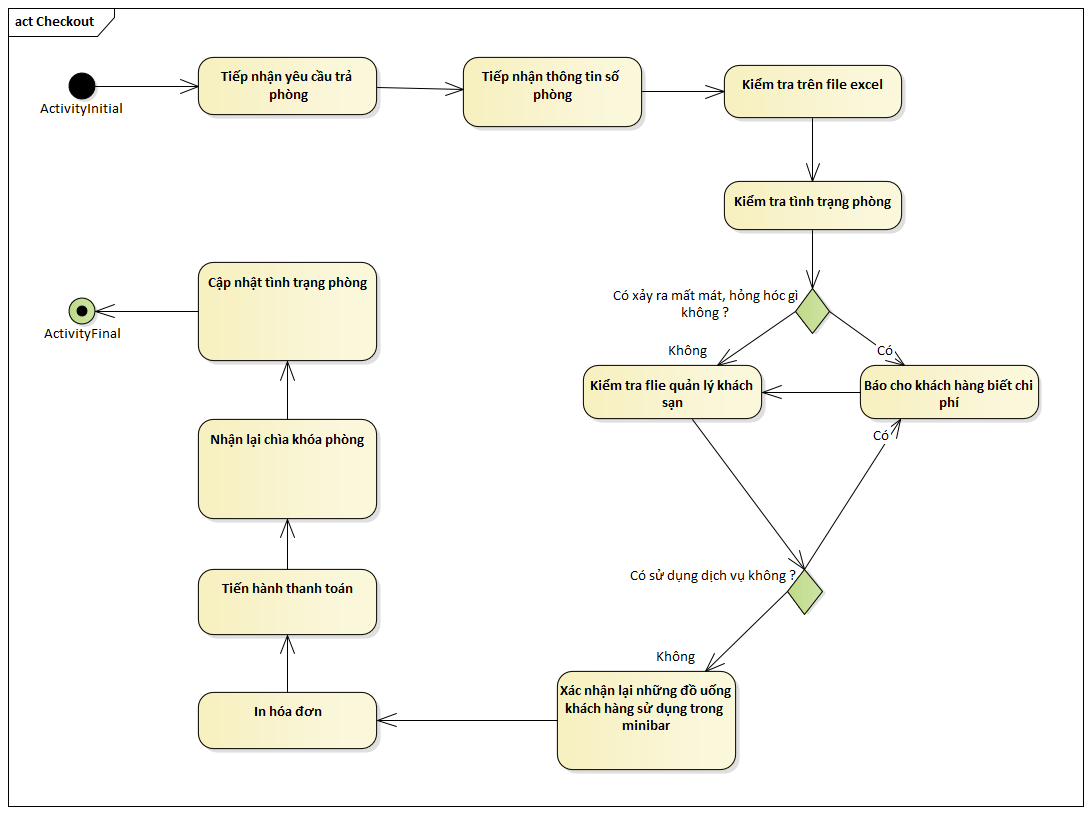 act Checkout
ActivityInitial
Tiếp nhận yêu cầu trả
phòng
Tiếp nhận thông tin số
phòng
Kiểm tra trên file excel
Kiểm tra tình trạng phòng
Có xảy ra mất mát, hỏng hóc gì
không ?
Không
Có
Kiểm tra flie quản lý khách
sạn
Báo cho khách hàng biết chi
phí
Có
Có sử dụng dịch vụ không ?
Không
Xác nhận lại những đồ uống
khách hàng sử dụng trong
minibar
In hóa đơn
Tiến hành thanh toán
Nhận lại chìa khóa phòng
Cập nhật tình trạng phòng
ActivityFinal